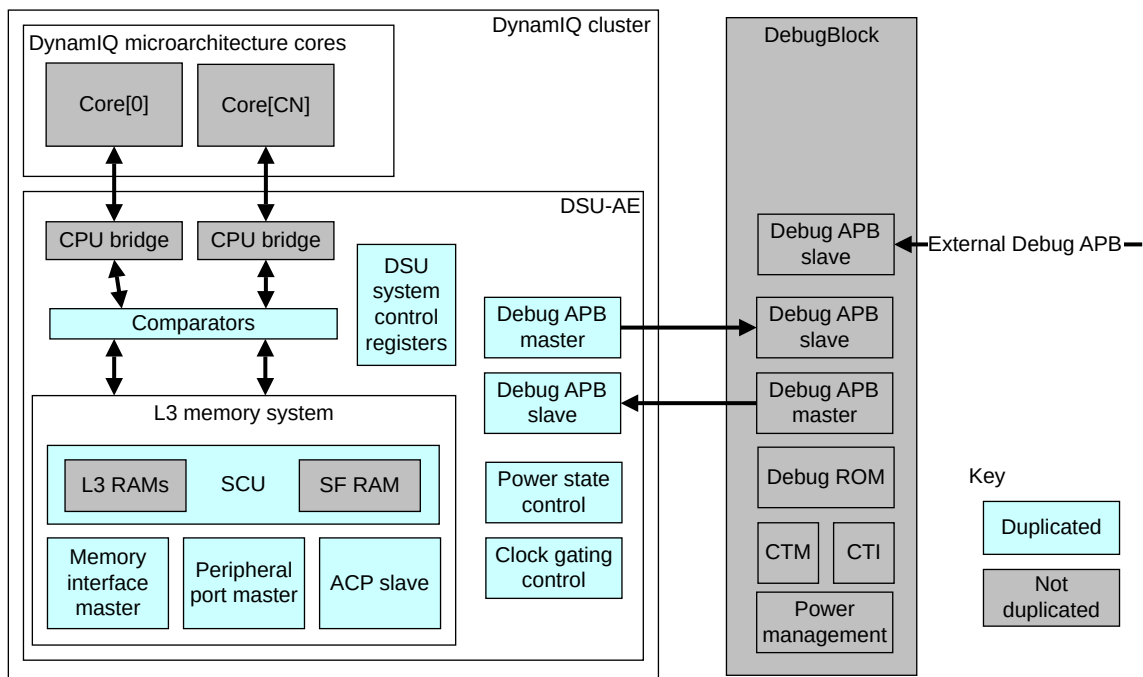 DynamIQ cluster
DynamIQ microarchitecture cores
Core[0]
Core[CN]
DSU-AE
CPU bridge
CPU bridge
DSU
system
control
registers
Comparators
Debug APB
master
Debug APB
slave
L3 memory system
L3 RAMs
SCU
SF RAM
Memory
interface
master
Peripheral
port master
ACP slave
Power state
control
Clock gating
control
DebugBlock
Debug APB
slave
External Debug APB
Debug APB
slave
Debug APB
master
Debug ROM
CTM
CTI
Power
management
Key
Duplicated
Not
duplicated